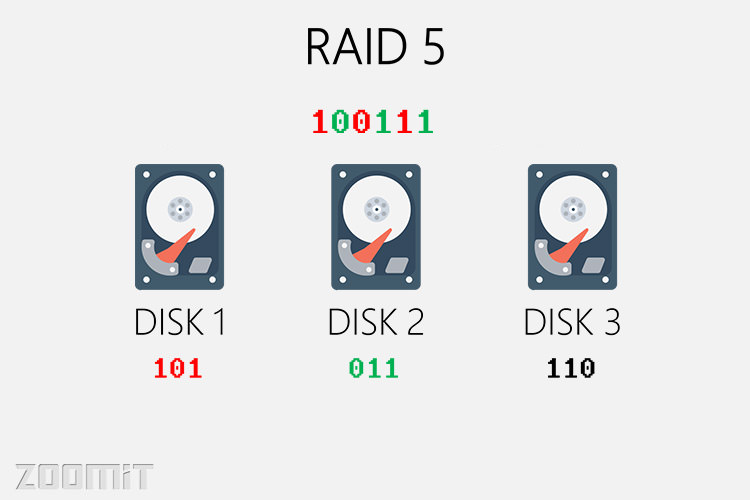 RAID 5
100111
DISK 1
DISK 2
DISK 3
101
011
110
ZOOMiT